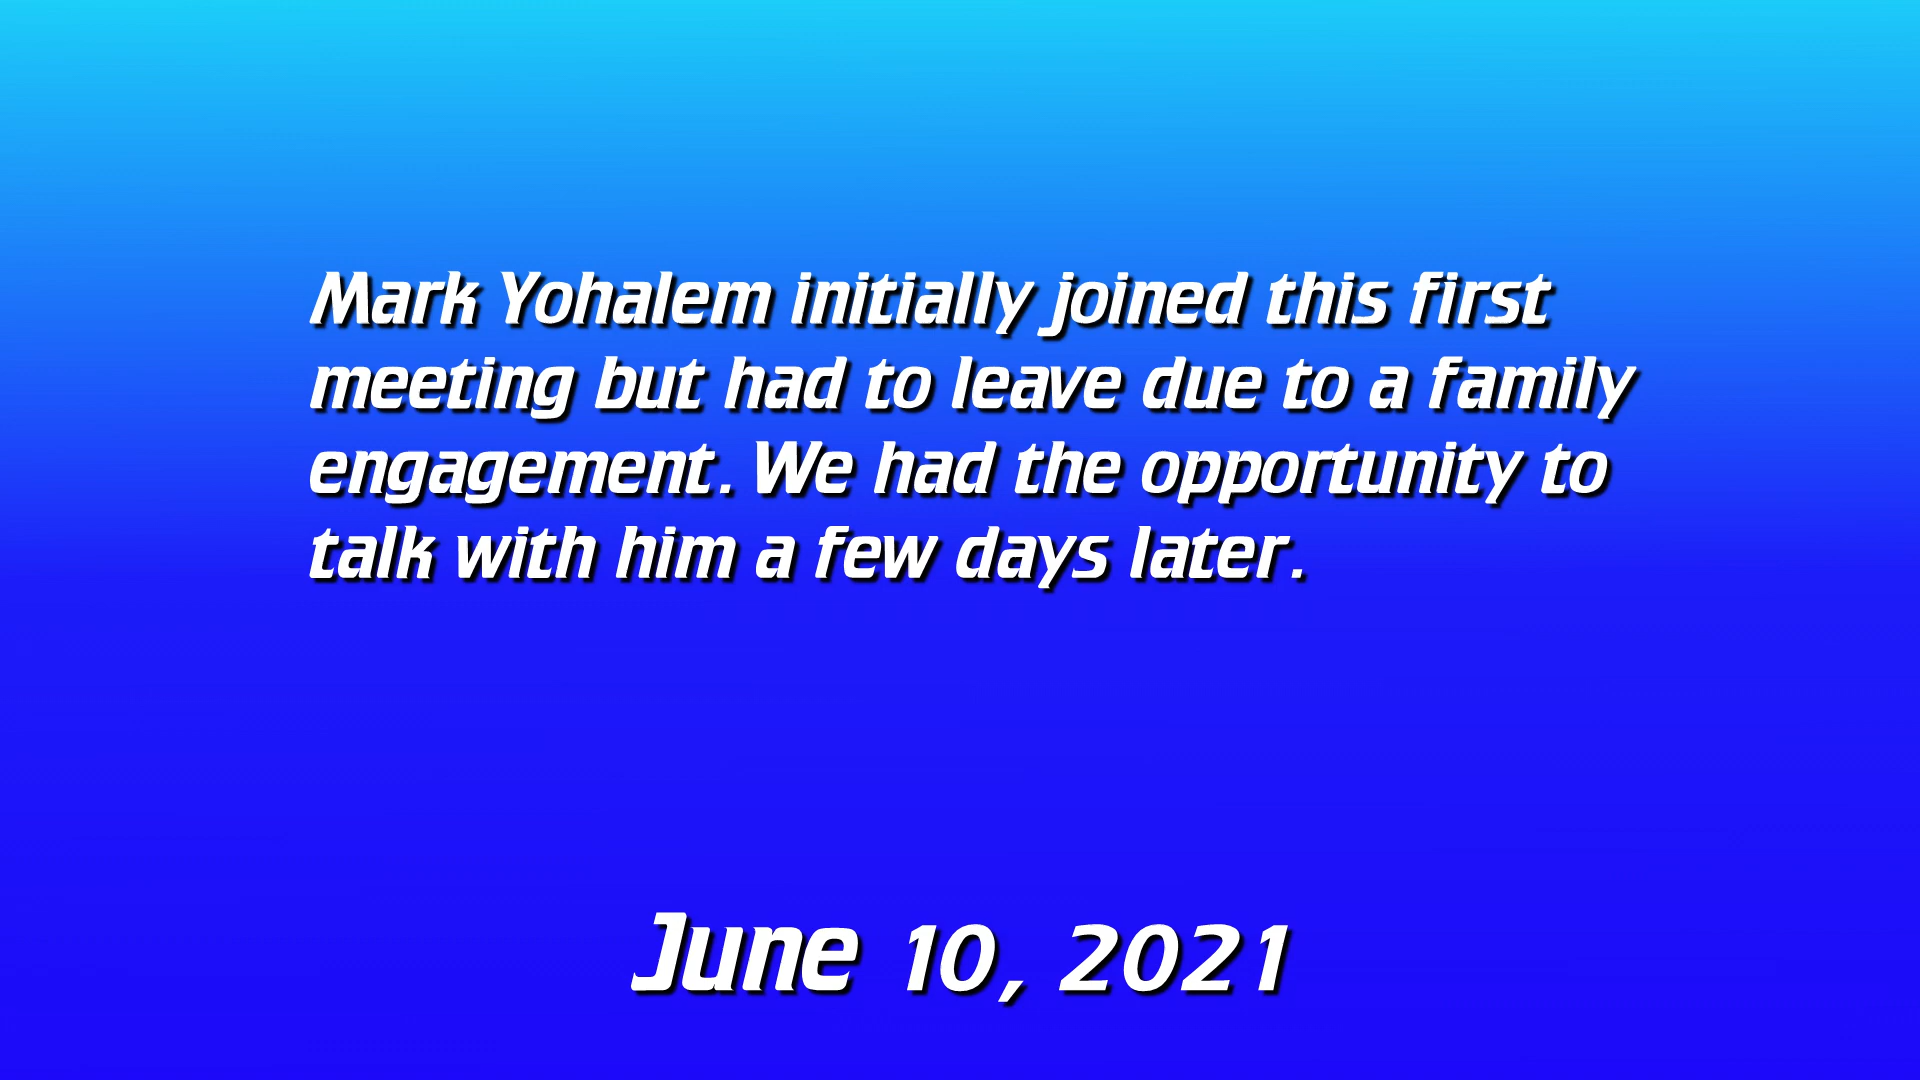 Mark Yohalem initially joined this first
meeting but had to leave due to a family
engagement. We had the opportunity to
talk with him a few days later.
June 10, 2021